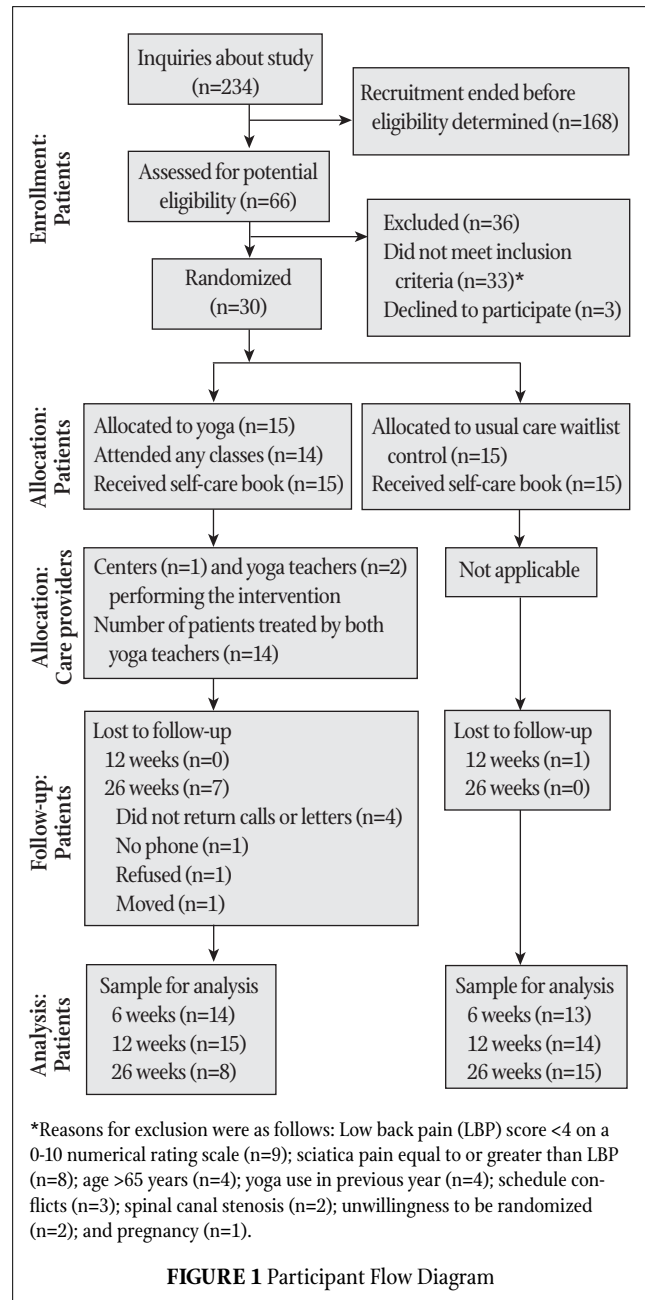 Inquiries about study
(n=234)
Recruitment ended before
eligibility determined (n=168)
Enrollment:
Patients
Assessed for potential
eligibility (n=66)
Excluded (n=36)
Did not meet inclusion
criteria (n=33)*
Declined to participate (n=3)
Randomized
(n=30)
Allocation:
Patients
Allocated to yoga (n=15)
Attended any classes (n=14)
Received self-care book (n=15)
Allocated to usual care waitlist
control (n=15)
Received self-care book (n=15)
Allocation:
Care providers
Centers (n=1) and yoga teachers (n=2)
performing the intervention
Number of patients treated by both
yoga teachers (n=14)
Not applicable
Follow-up:
Patients
Lost to follow-up
12 weeks (n=0)
26 weeks (n=7)
Did not return calls or letters (n=4)
No phone (n=1)
Refused (n=1)
Moved (n=1)
Lost to follow-up
12 weeks (n=1)
26 weeks (n=0)
Analysis:
Patients
Sample for analysis
6 weeks (n=14)
12 weeks (n=15)
26 weeks (n=8)
Sample for analysis
6 weeks (n=13)
12 weeks (n=14)
26 weeks (n=15)
*Reasons for exclusion were as follows: Low back pain (LBP) score <4 on a
0-10 numerical rating scale (n=9); sciatica pain equal to or greater than LBP
(n=8); age >65 years (n=4); yoga use in previous year (n=4); schedule con-
flicts (n=3); spinal canal stenosis (n=2); unwillingness to be randomized
(n=2); and pregnancy (n=1).
FIGURE 1 Participant Flow Diagram